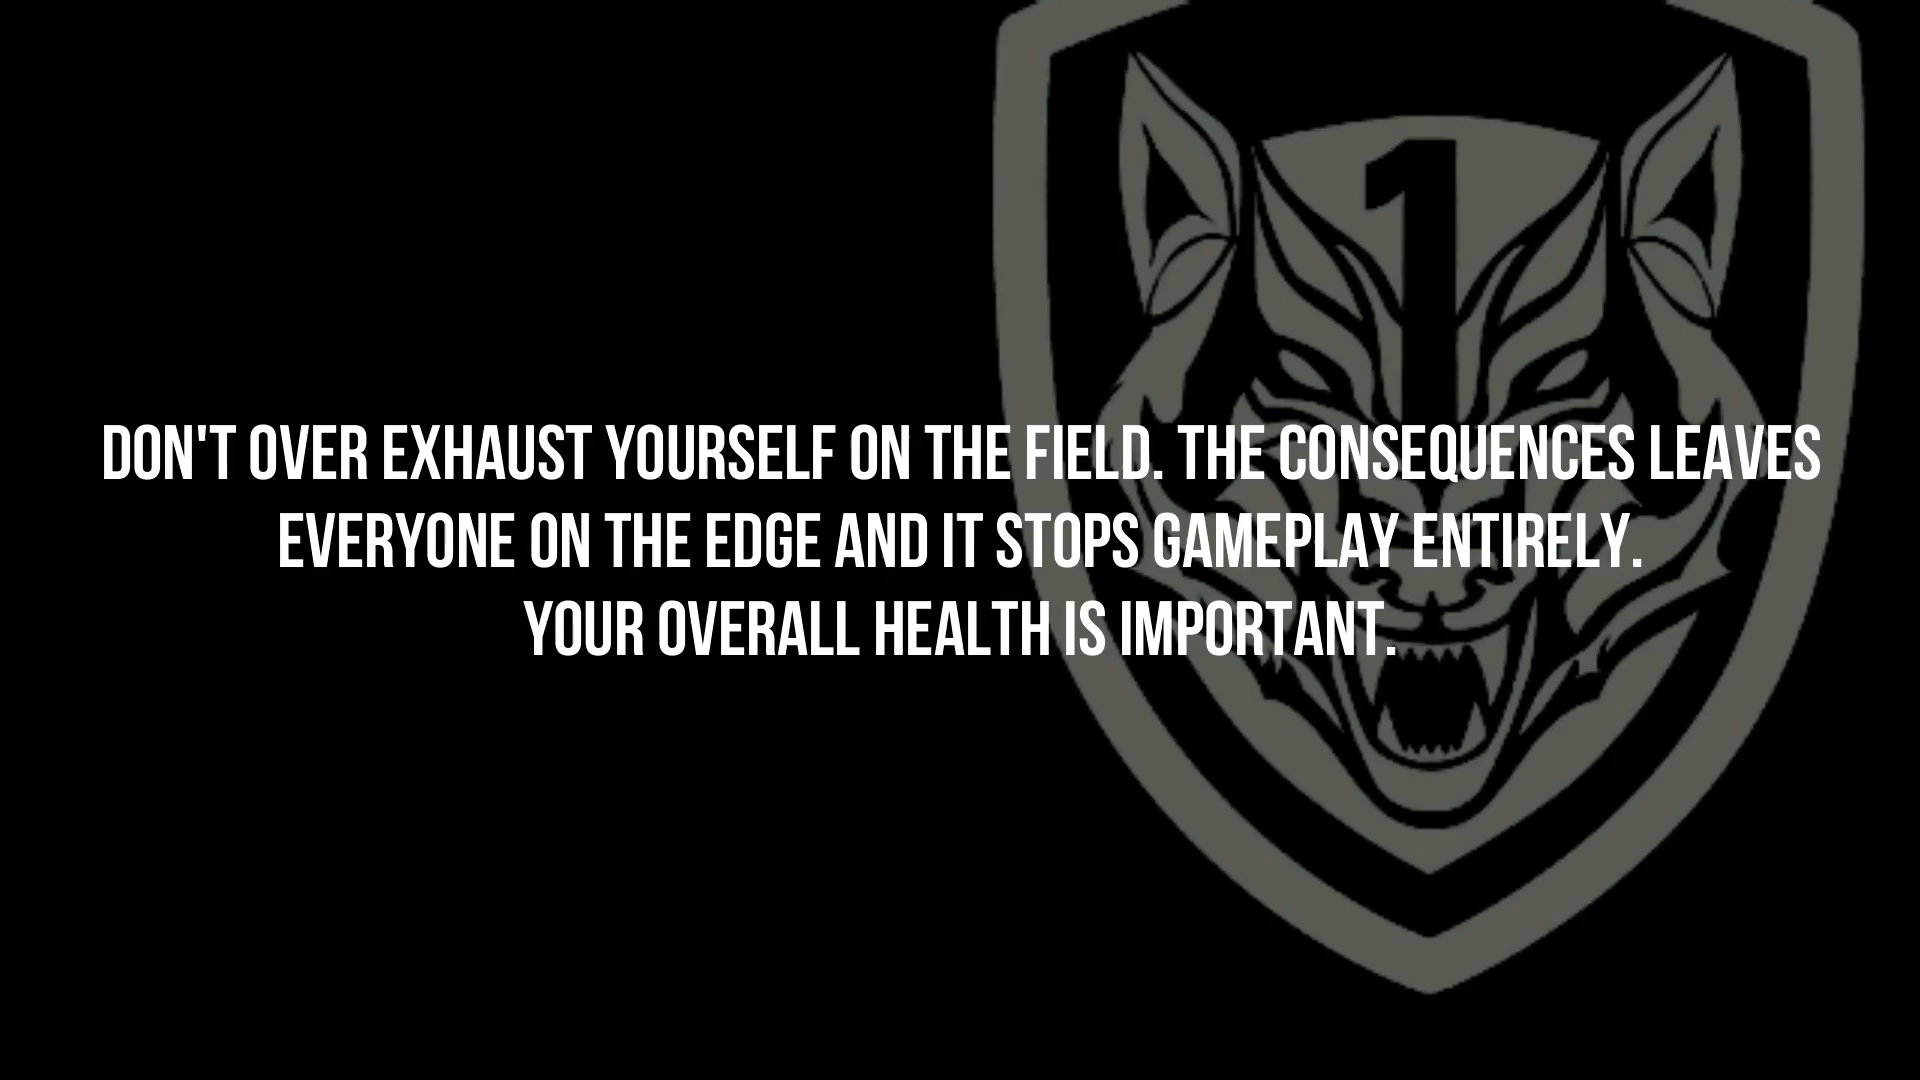 1
DON'T OVER EXHAUST YOURSELF ON THE FIELD. THE CONSEQUENCES LEAVES
EVERYONE ON THE EDGE AND IT STOPS GAMEPLAY ENTIRELY.
YOUR OVERALL HEALTH IS IMPORTANT.